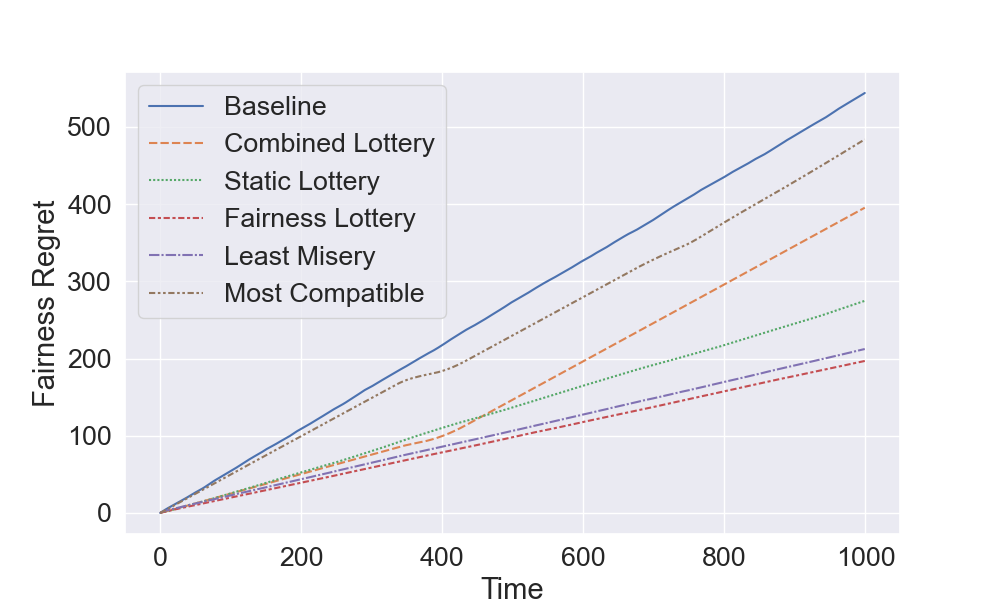 Baseline
Combined Lottery
Static Lottery
Fairness Lottery
Least Misery
Most Compatible
Fairness Regret
500
400
300
200
100
0
0 200 400 600 800 1000
Time